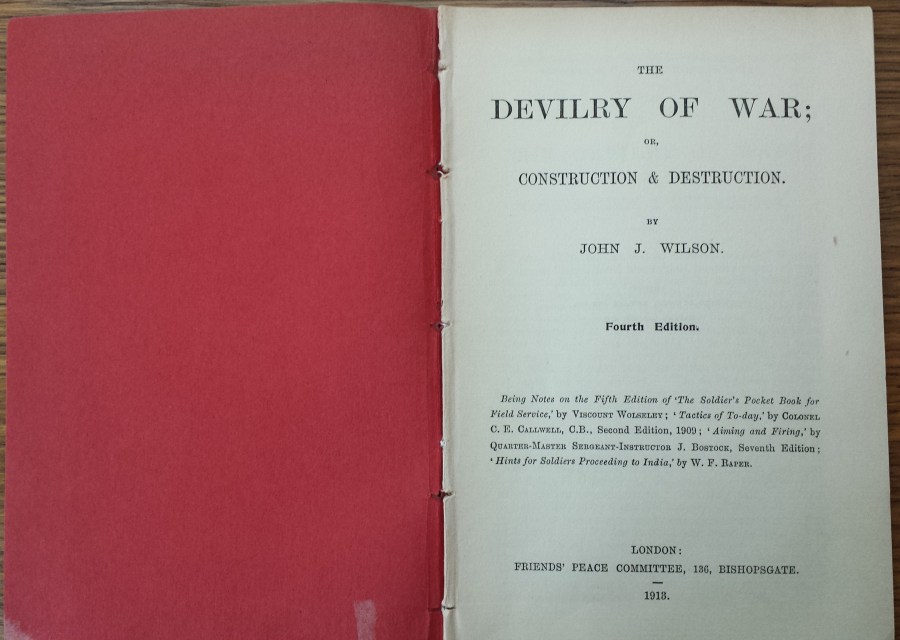 THE
DEVILRY OF WAR;
OR,
CONSTRUCTION & DESTRUCTION.
BY
JOHN J. WILSON.
Fourth Edition.
Being Notes on the Fifth Edition of 'The Soldier's Pocket Book for
Field Service,' by Viscount Wolseley; 'Tactics of To-day,' by Colonel
C. E. Callwell, C.B., Second Edition, 1909; 'Aiming and Firing,' by
Quarter-Master Sergeant-Instructor J. Bostock, Seventh Edition;
'Hints for Soldiers Proceeding to India,' by W. F. Raper.
LONDON:
FRIENDS' PEACE COMMITTEE, 136, BISHOPSGATE.
1913.